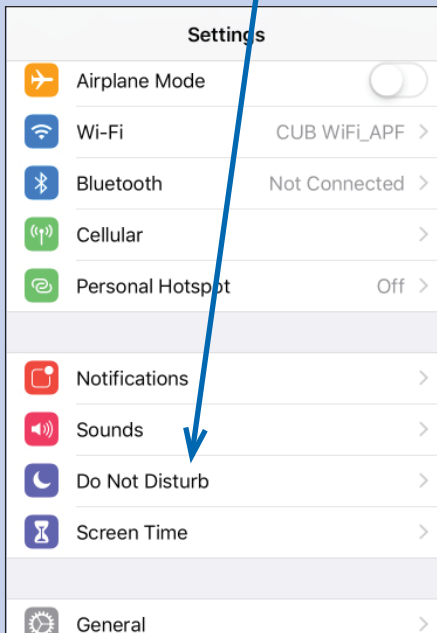 Settings
Airplane Mode
Wi-Fi CUB WiFi_APF
Bluetooth Not Connected
Cellular
Personal Hotspot Off
Notifications
Sounds
Do Not Disturb
Screen Time
General